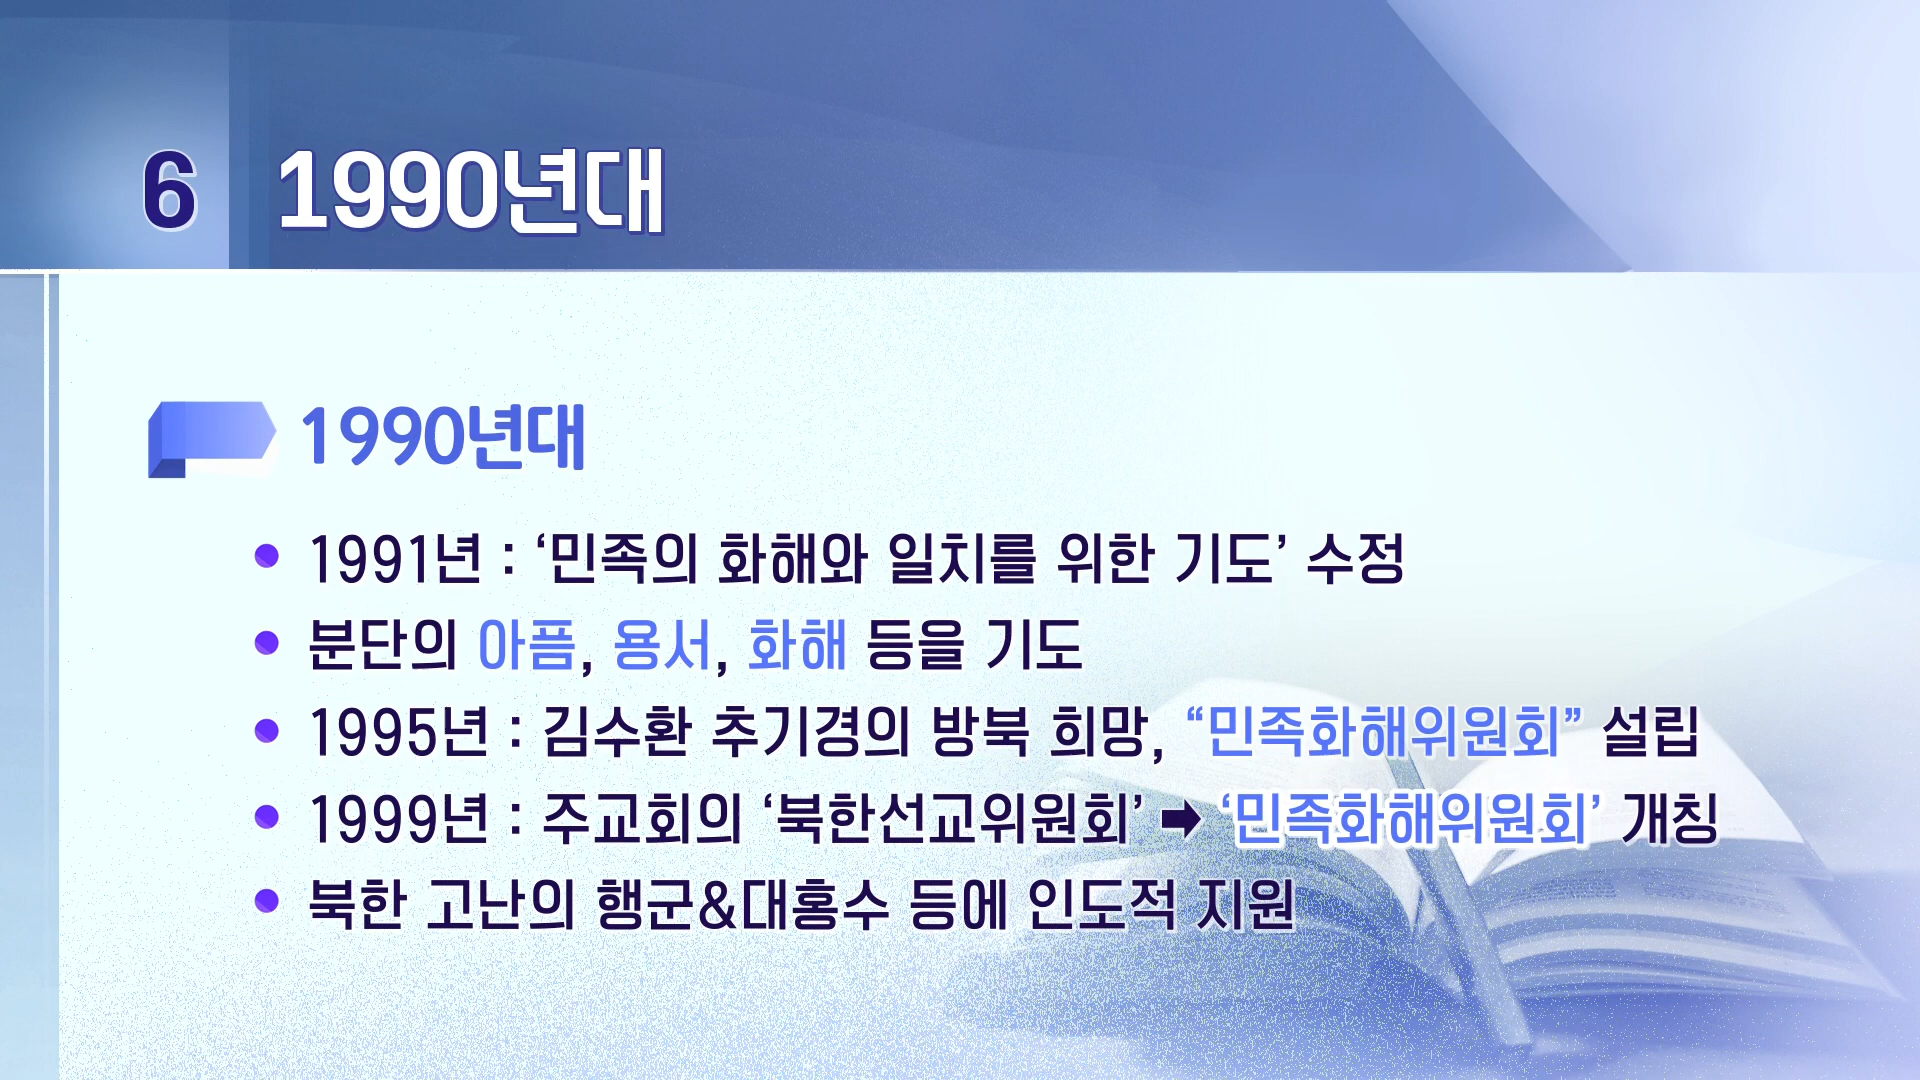 6 1990년대
1990년대
• 1991년 : ‘민족의 화해와 일치를 위한 기도’ 수정
• 분단의 아픔, 용서, 화해 등을 기도
• 1995년 : 김수환 추기경의 방북 희망, “민족화해위원회” 설립
• 1999년 : 주교회의 ‘북한선교위원회’ ➡ ‘민족화해위원회’ 개칭
• 북한 고난의 행군&대홍수 등에 인도적 지원